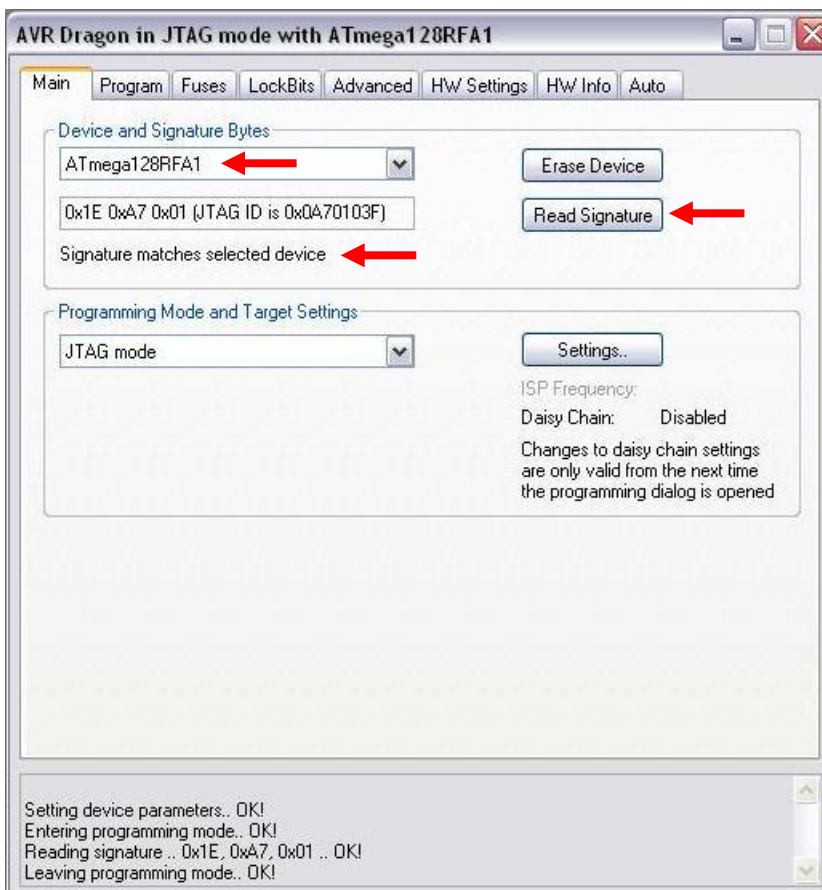 AVR Dragon in JTAG mode with ATmega128RFA1
Main Program Fuses LockBits Advanced HW Settings HW Info Auto
Device and Signature Bytes
ATmega128RFA1
Erase Device
0x1E 0xA7 0x01 (JTAG ID is 0x0A70103F)
Read Signature
Signature matches selected device
Programming Mode and Target Settings
JTAG mode
Settings..
ISP Frequency:
Daisy Chain: Disabled
Changes to daisy chain settings
are only valid from the next time
the programming dialog is opened
Setting device parameters.. OK!
Entering programming mode.. OK!
Reading signature .. 0x1E, 0xA7, 0x01 .. OK!
Leaving programming mode.. OK!